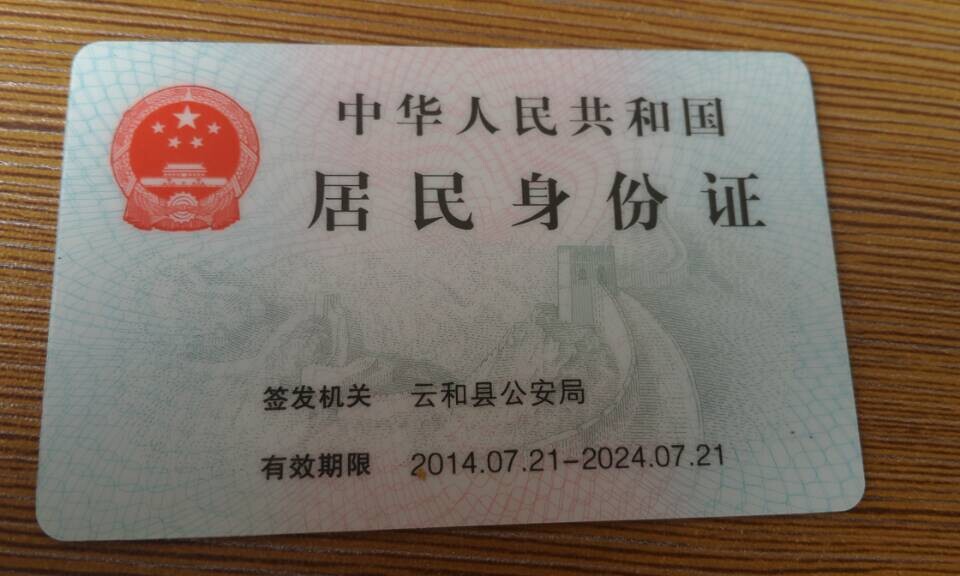 中华人民共和国
居民身份证
签发机关 云和县公安局
有效期限 2014.07.21-2024.07.21